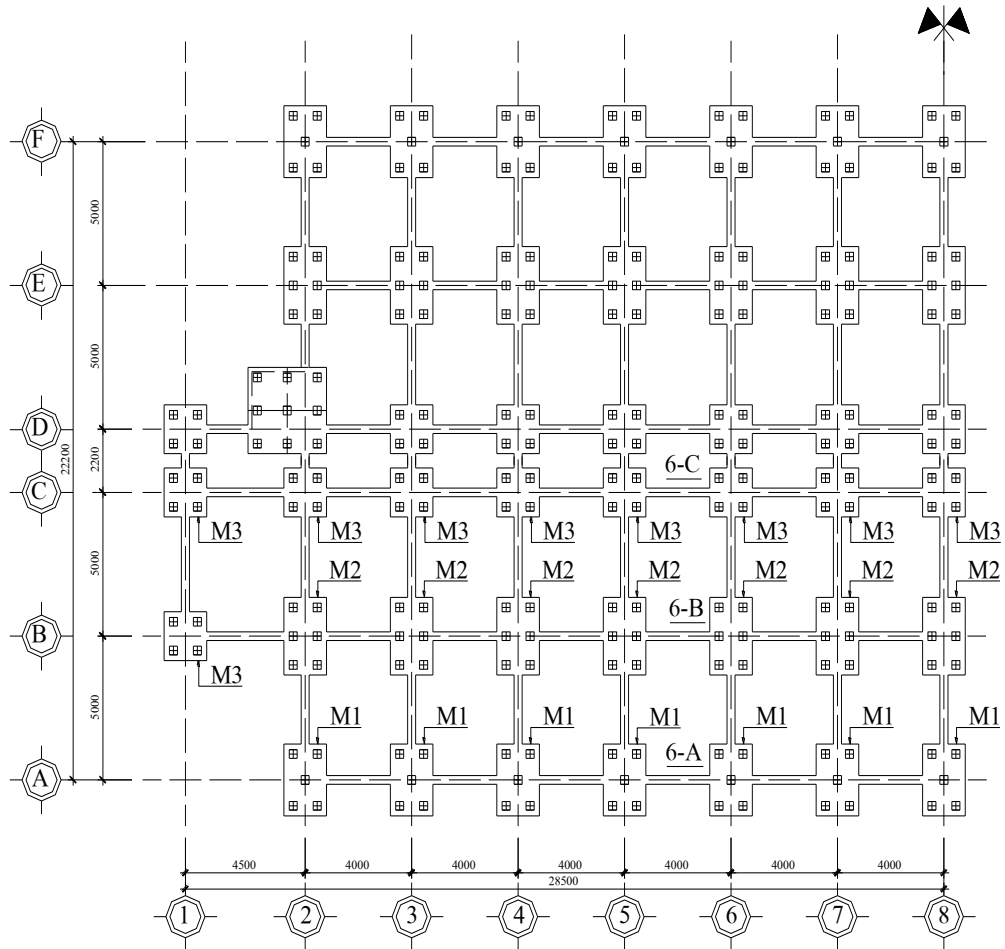 F
5000
E
5000
D
22200
2200
6-C
C
M3 M3 M3 M3 M3 M3 M3 M3
5000
M2 M2 M2 M2 M2 M2 M2
6-B
B
M3
5000
M1 M1 M1 M1 M1 M1 M1
6-A
A
4500 4000 4000 4000 4000 4000 4000
28500
1 2 3 4 5 6 7 8